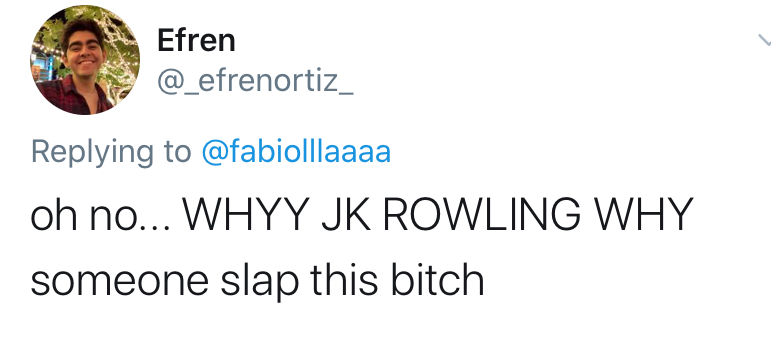 Efren
@_efrenortiz_
Replying to @fabiolllaaaa
oh no... WHYY JK ROWLING WHY
someone slap this bitch